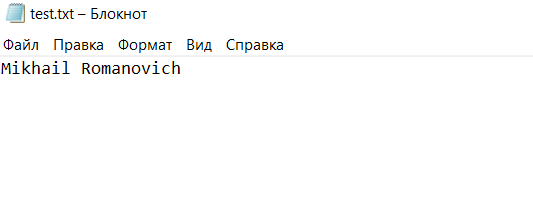 test.txt – Блокнот
Файл Правка Формат Вид Справка
Mikhail Romanovich